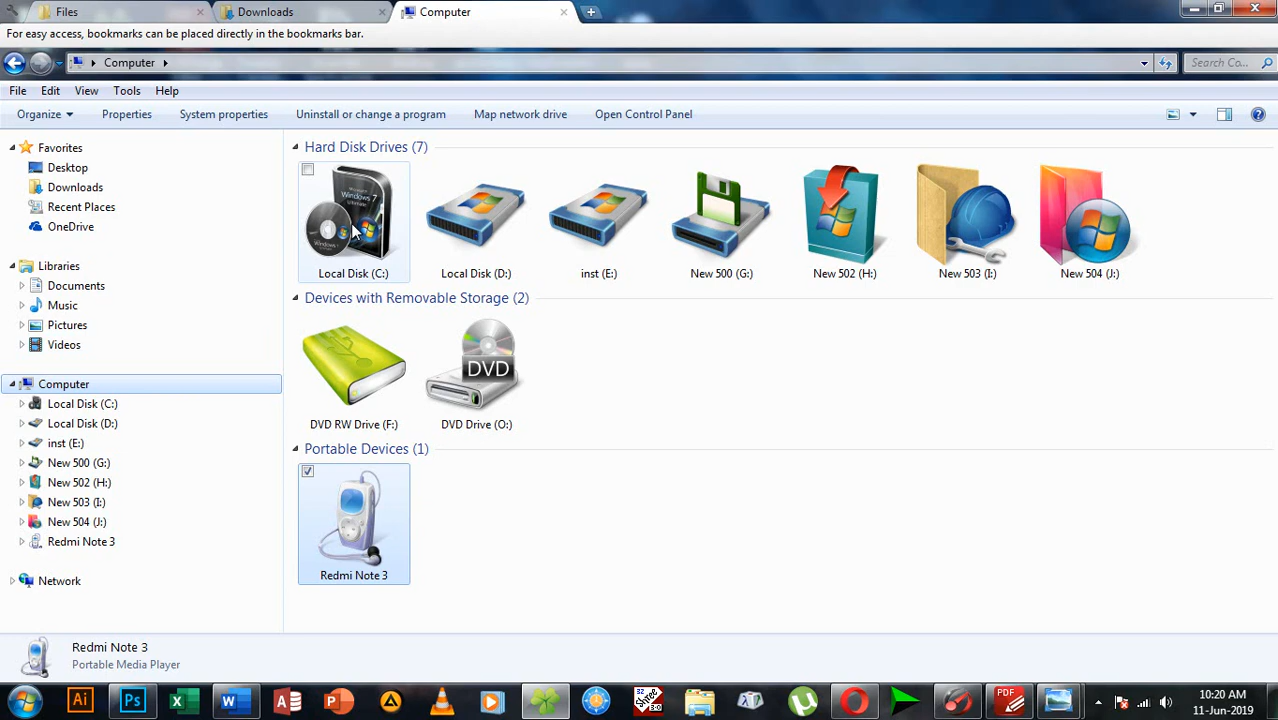 Files Downloads Computer
For easy access, bookmarks can be placed directly in the bookmarks bar.
Computer Search Co...
File Edit View Tools Help
Organize Properties System properties Uninstall or change a program Map network drive Open Control Panel
Favorites
Desktop
Downloads
Recent Places
OneDrive
Libraries
Documents
Music
Pictures
Videos
Computer
Local Disk (C:)
Local Disk (D:)
inst (E:)
New 500 (G:)
New 502 (H:)
New 503 (I:)
New 504 (J:)
Redmi Note 3
Network
Hard Disk Drives (7)
Windows 7
Local Disk (C:) Local Disk (D:) inst (E:) New 500 (G:) New 502 (H:) New 503 (I:) New 504 (J:)
Devices with Removable Storage (2)
DVD
DVD RW Drive (F:) DVD Drive (O:)
Portable Devices (1)
Redmi Note 3
Redmi Note 3
Portable Media Player
Ai Ps X W A P PDF
10:20 AM
11-Jun-2019